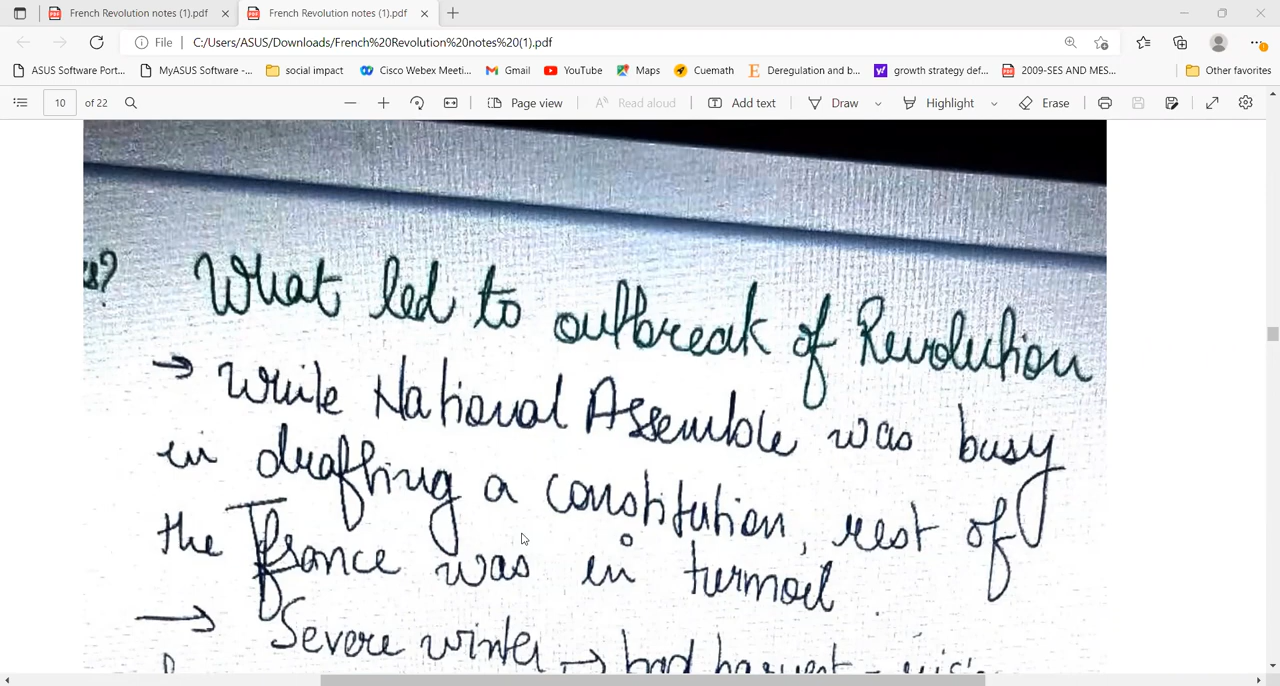 French Revolution notes (1).pdf
French Revolution notes (1).pdf
File C:/Users/ASUS/Downloads/French%20Revolution%20notes%20(1).pdf
ASUS Software Port... MyASUS Software -... social impact Cisco Webex Meeti... Gmail YouTube Maps Cuemath Deregulation and b... growth strategy def... 2009-SES AND MES... Other favorites
10 of 22 Page view Read aloud Add text Draw Highlight Erase
What led to outbreak of Revolution
→ While National Assemble was busy
in drafting a constitution, rest of
the France was in turmoil.
→ Severe winter → bad harvest -